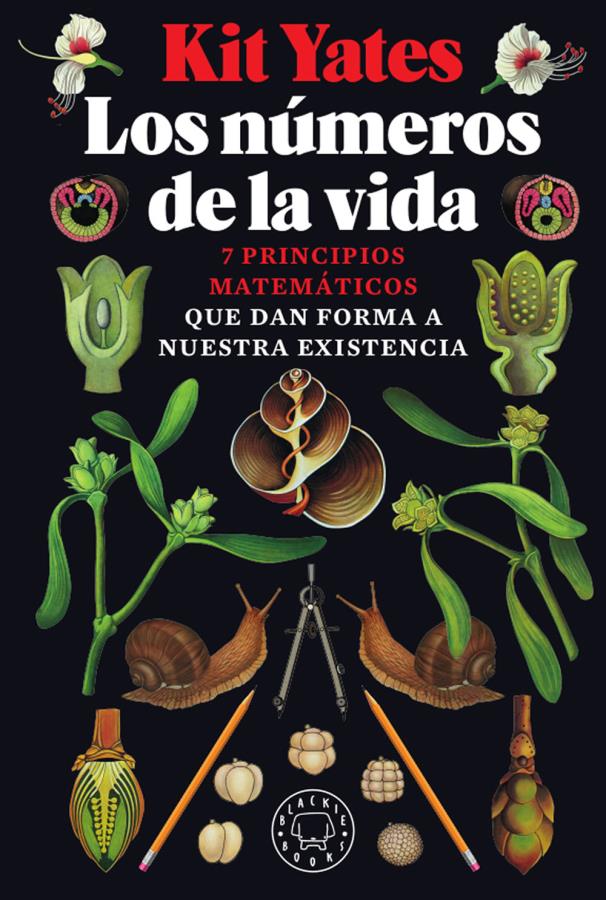 Kit Yates
Los números
de la vida
7 PRINCIPIOS
MATEMÁTICOS
QUE DAN FORMA A
NUESTRA EXISTENCIA
BLACKIE
BOOKS